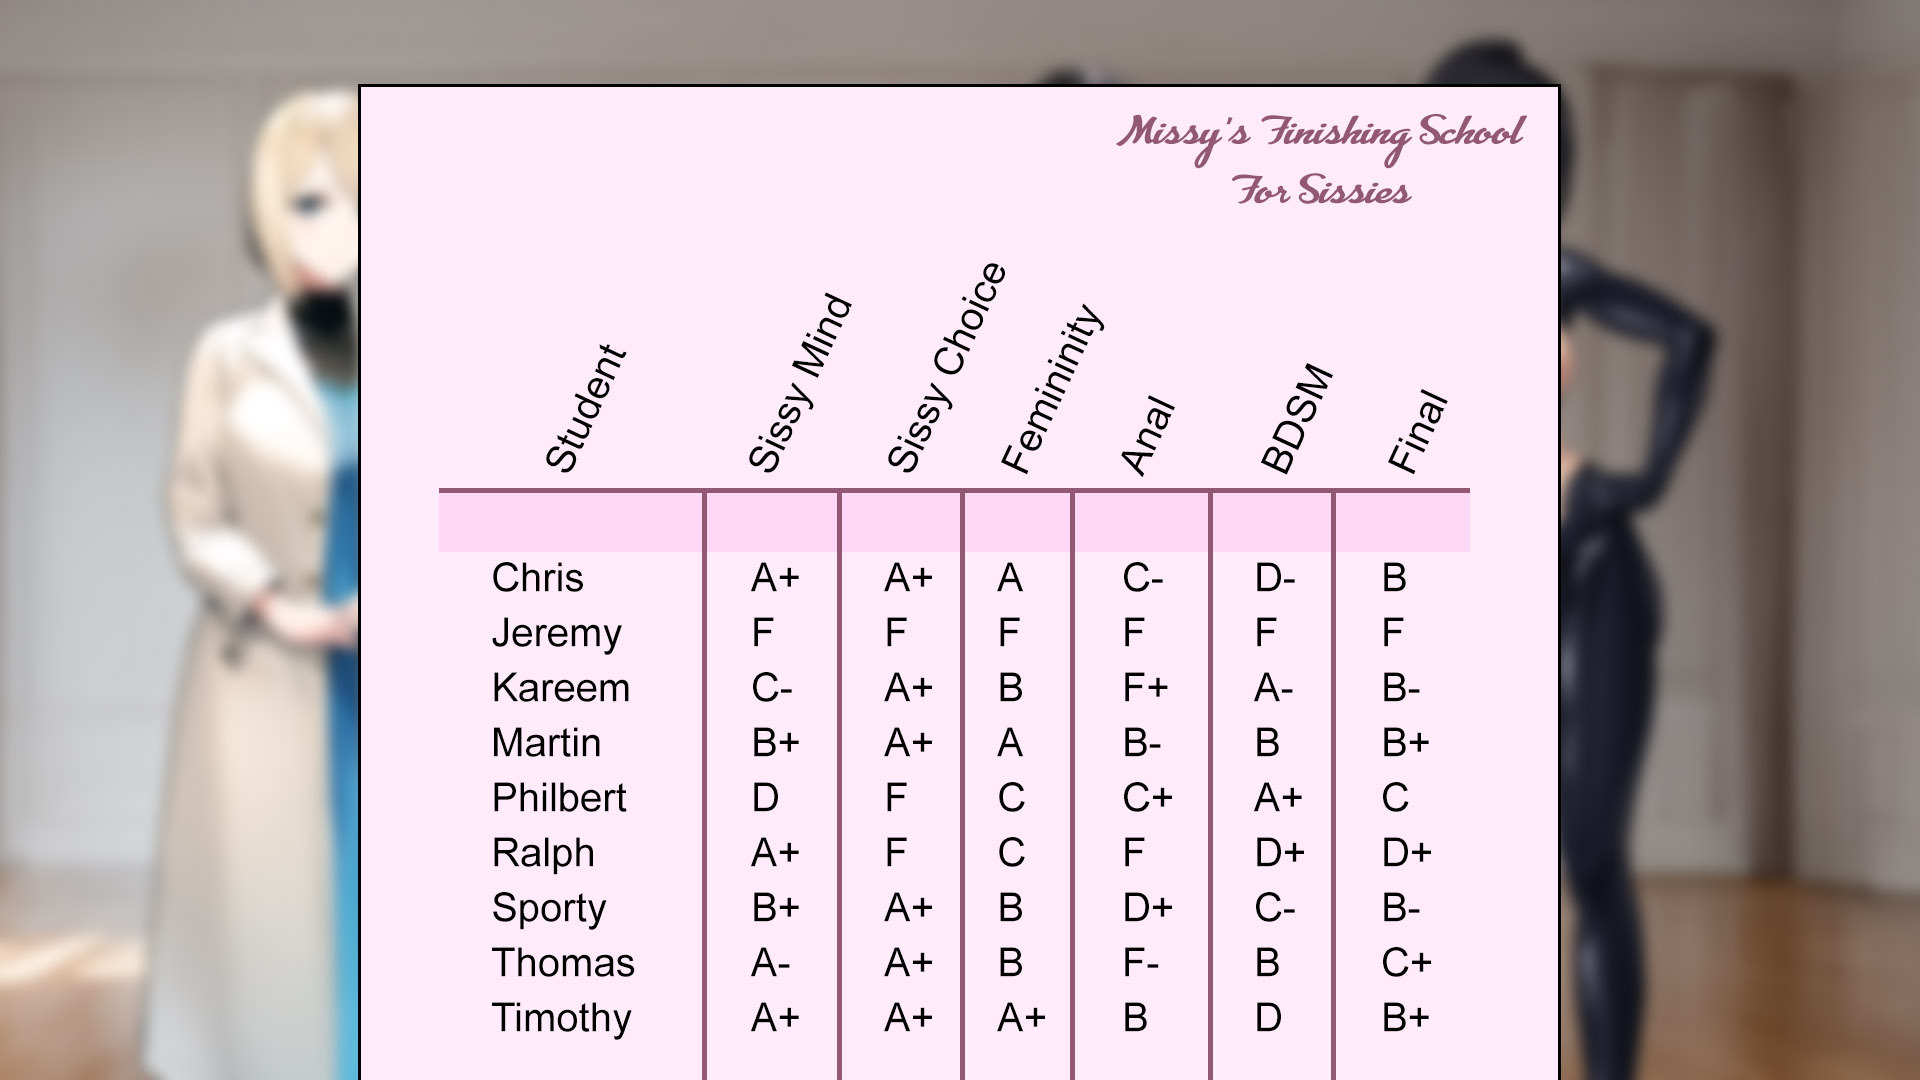 Missy's Finishing School
For Sissies
Student Sissy Mind Sissy Choice Femininity Anal BDSM Final
Chris A+ A+ A C- D- B
Jeremy F F F F F F
Kareem C- A+ B F+ A- B-
Martin B+ A+ A B- B B+
Philbert D F C C+ A+ C
Ralph A+ F C F D+ D+
Sporty B+ A+ B D+ C- B-
Thomas A- A+ B F- B C+
Timothy A+ A+ A+ B D B+